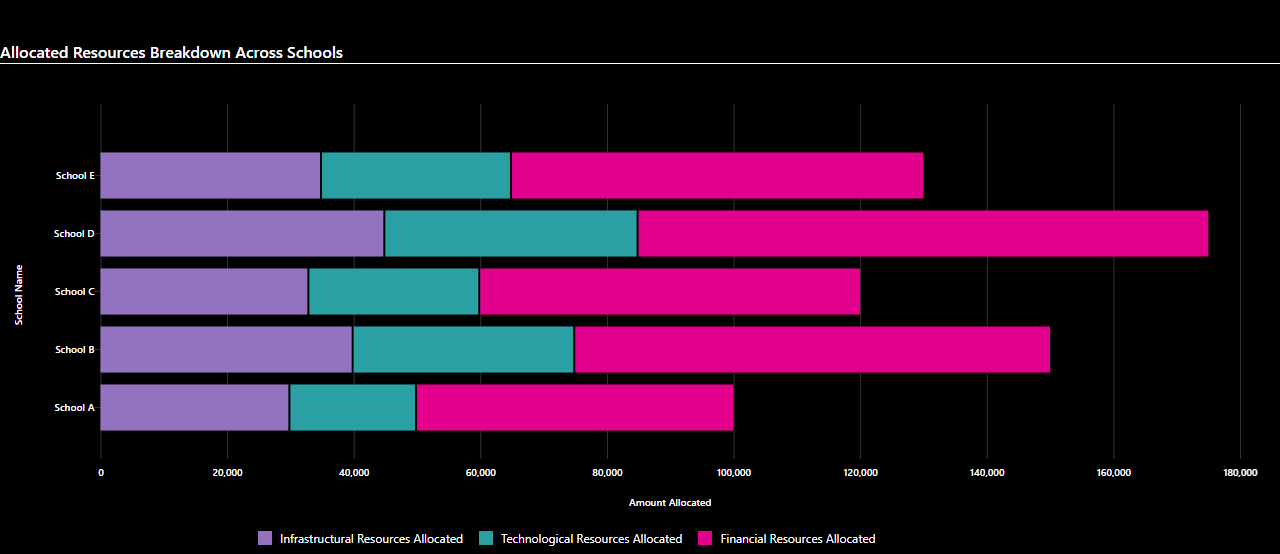 Allocated Resources Breakdown Across Schools
School E
School D
School C
School B
School A
School Name
0 20,000 40,000 60,000 80,000 100,000 120,000 140,000 160,000 180,000
Amount Allocated
Infrastructural Resources Allocated Technological Resources Allocated Financial Resources Allocated